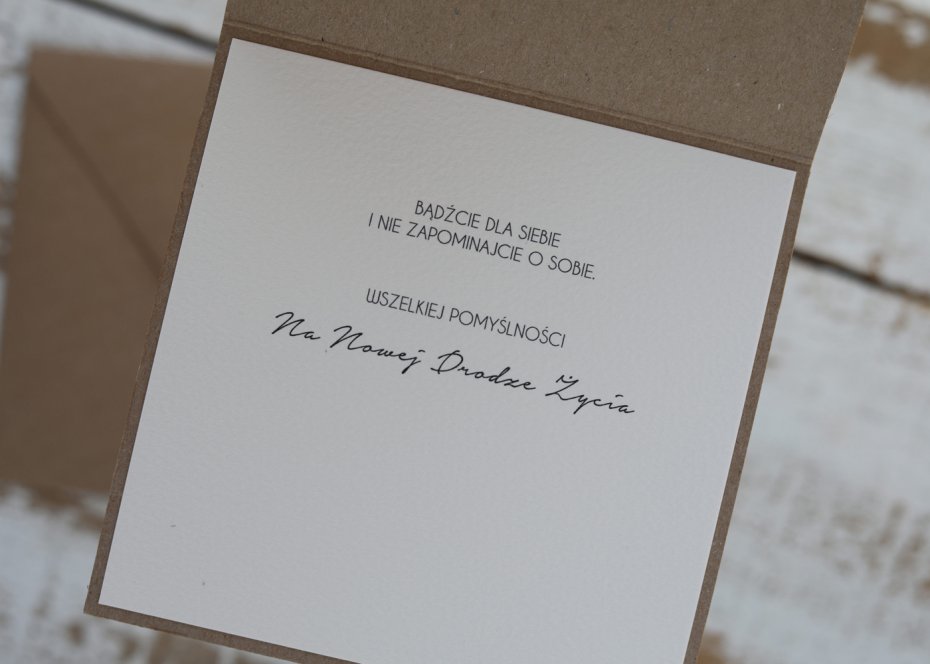 BĄDŹCIE DLA SIEBIE
I NIE ZAPOMINAJCIE O SOBIE.
WSZELKIEJ POMYŚLNOŚCI
Na Nowej Drodze Życia